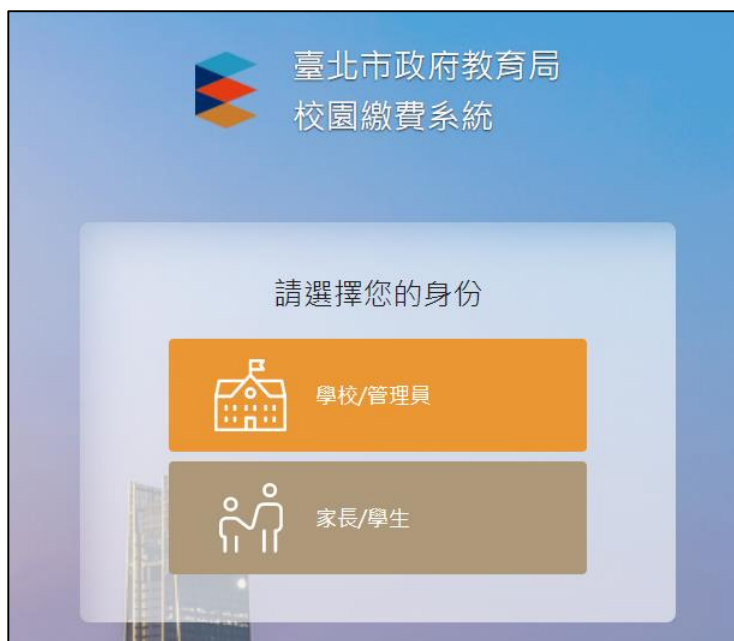 臺北市政府教育局
校園繳費系統
請選擇您的身份
學校/管理員
家長/學生